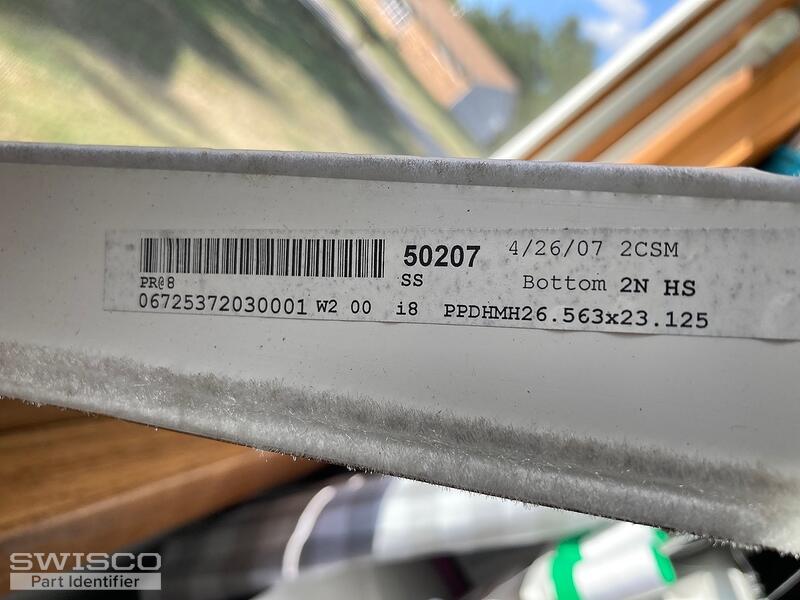 50207 4/26/07 2CSM
PR@8 SS Bottom 2N HS
06725372030001 W2 00 i8 PPDHMH26.563x23.125
SWISCO
Part Identifier